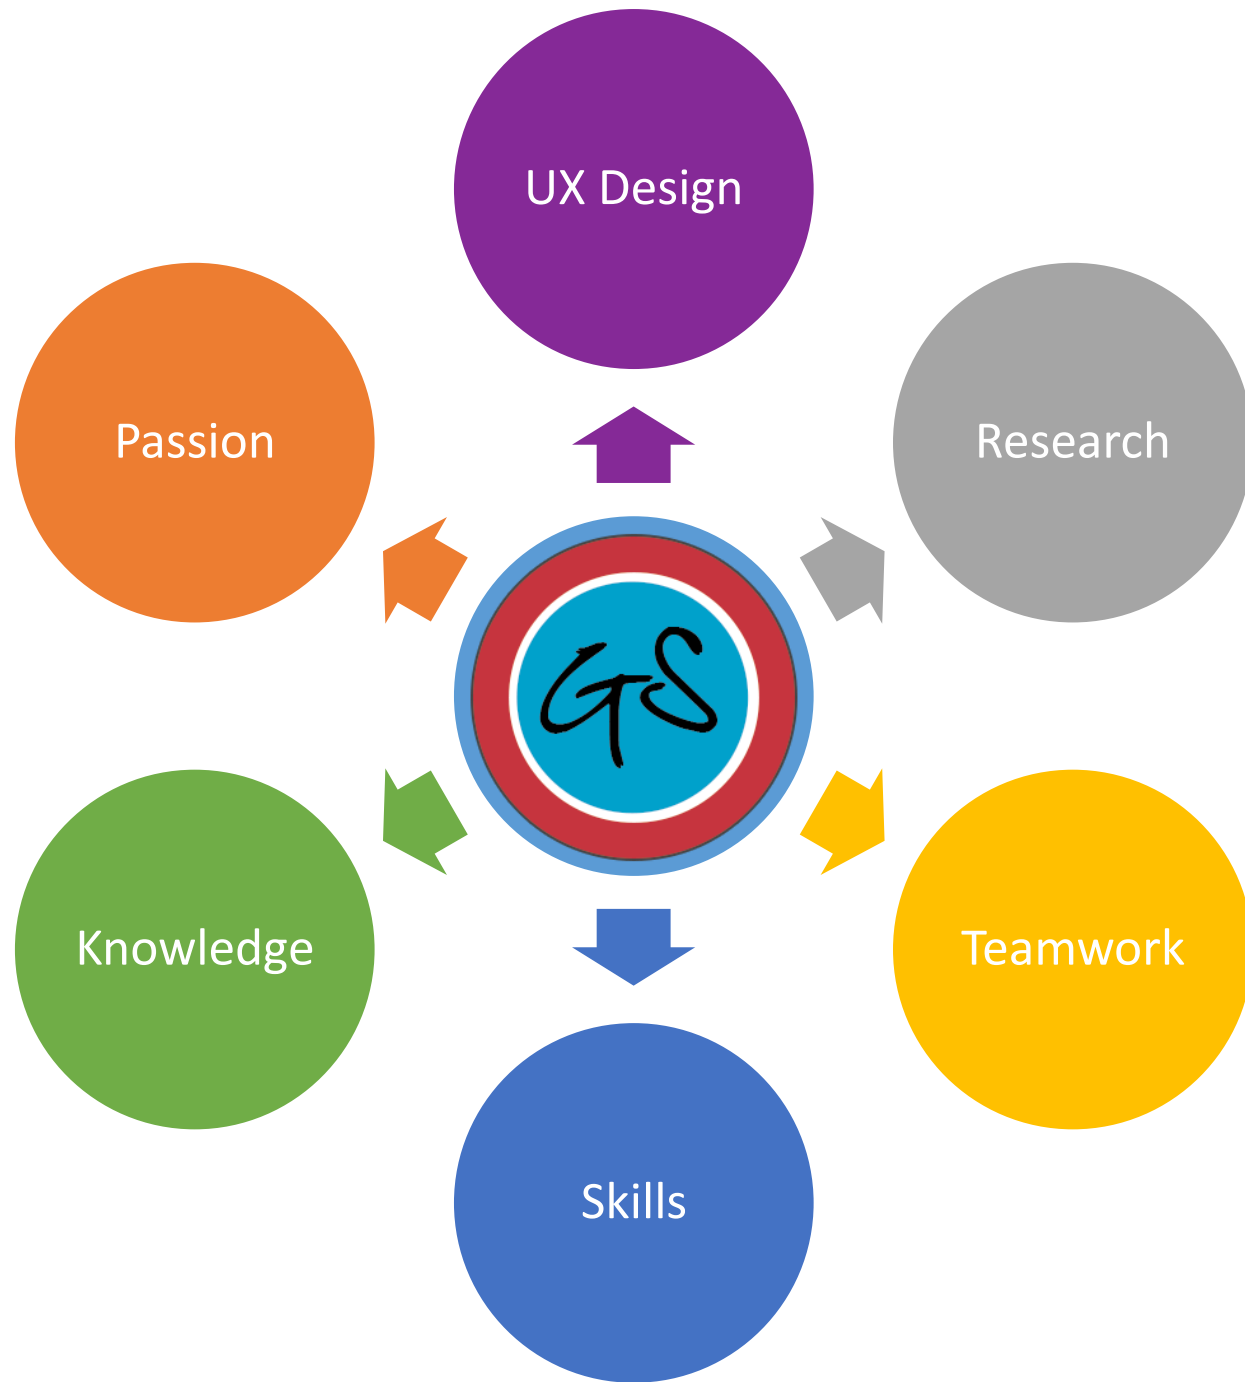 UX Design
Passion
Research
GS
Knowledge
Teamwork
Skills